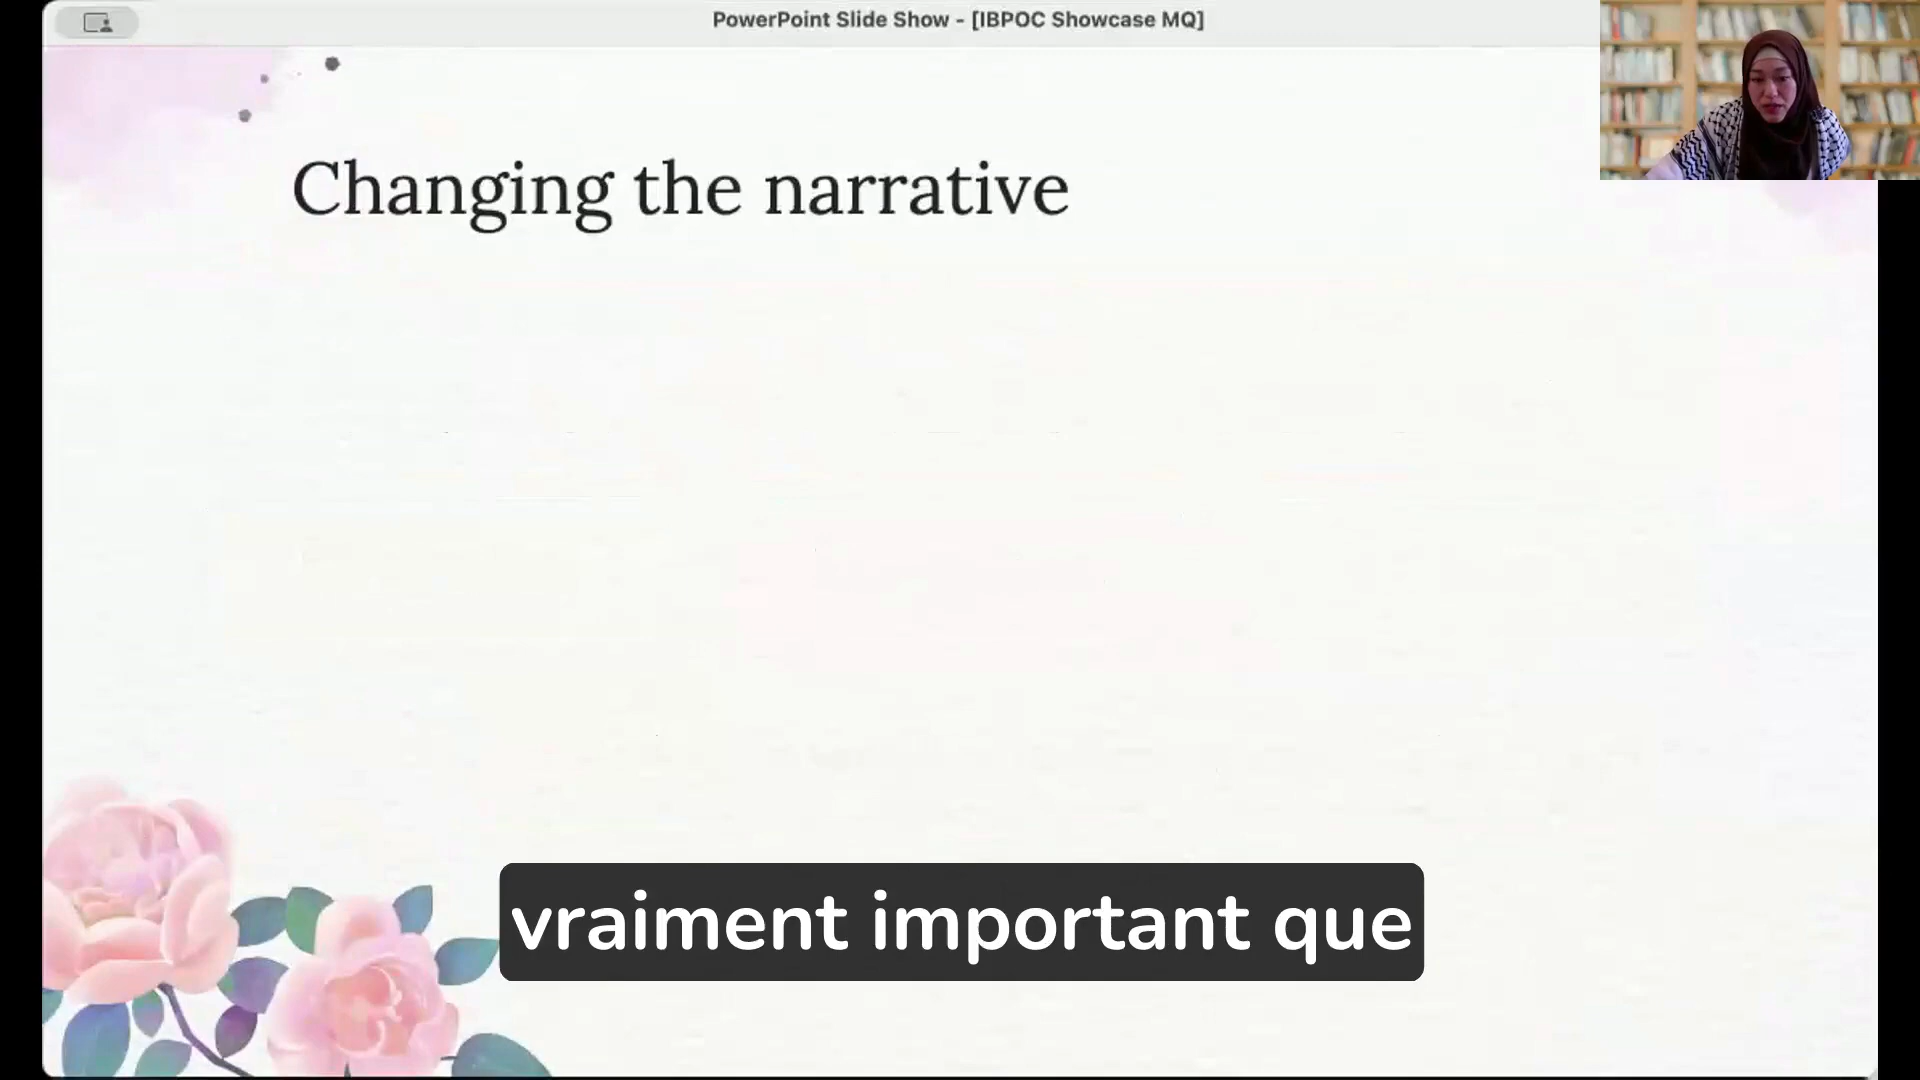 PowerPoint Slide Show - [IBPOC Showcase MQ]
Changing the narrative
vraiment important que